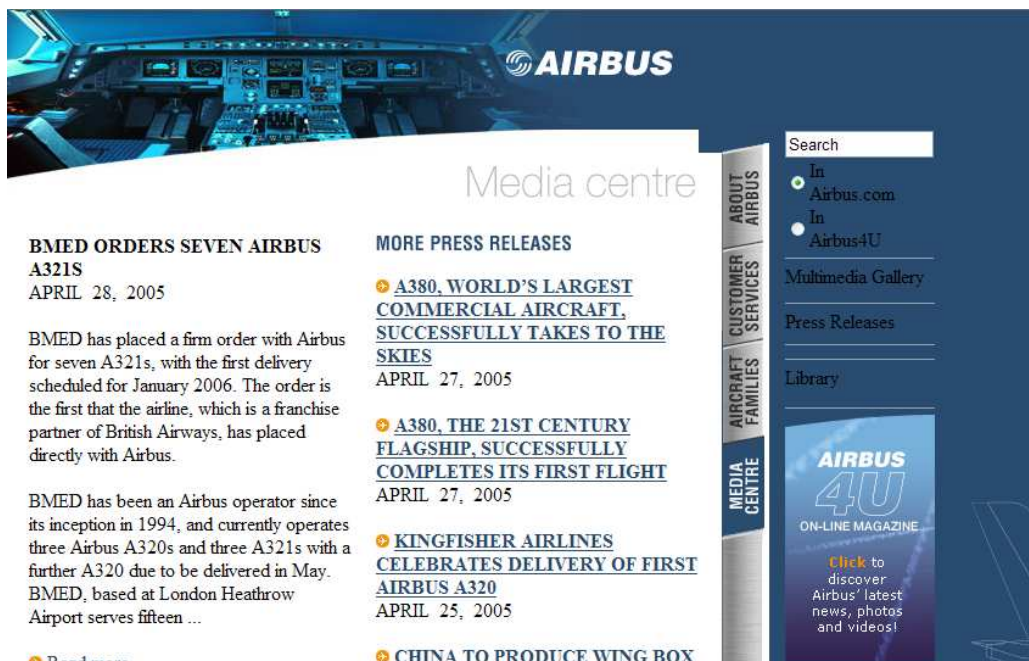 AIRBUS
Media centre
BMED ORDERS SEVEN AIRBUS
A321S
APRIL 28, 2005
BMED has placed a firm order with Airbus
for seven A321s, with the first delivery
scheduled for January 2006. The order is
the first that the airline, which is a franchise
partner of British Airways, has placed
directly with Airbus.
BMED has been an Airbus operator since
its inception in 1994, and currently operates
three Airbus A320s and three A321s with a
further A320 due to be delivered in May.
BMED, based at London Heathrow
Airport serves fifteen ...
Read more
MORE PRESS RELEASES
A380, WORLD'S LARGEST
COMMERCIAL AIRCRAFT,
SUCCESSFULLY TAKES TO THE
SKIES
APRIL 27, 2005
A380, THE 21ST CENTURY
FLAGSHIP, SUCCESSFULLY
COMPLETES ITS FIRST FLIGHT
APRIL 27, 2005
KINGFISHER AIRLINES
CELEBRATES DELIVERY OF FIRST
AIRBUS A320
APRIL 25, 2005
CHINA TO PRODUCE WING BOX
ABOUT
AIRBUS
CUSTOMER
SERVICES
AIRCRAFT
FAMILIES
MEDIA
CENTRE
Search
In
Airbus.com
In
Airbus4U
Multimedia Gallery
Press Releases
Library
AIRBUS
4U
ON-LINE MAGAZINE
Click to
discover
Airbus' latest
news, photos
and videos!